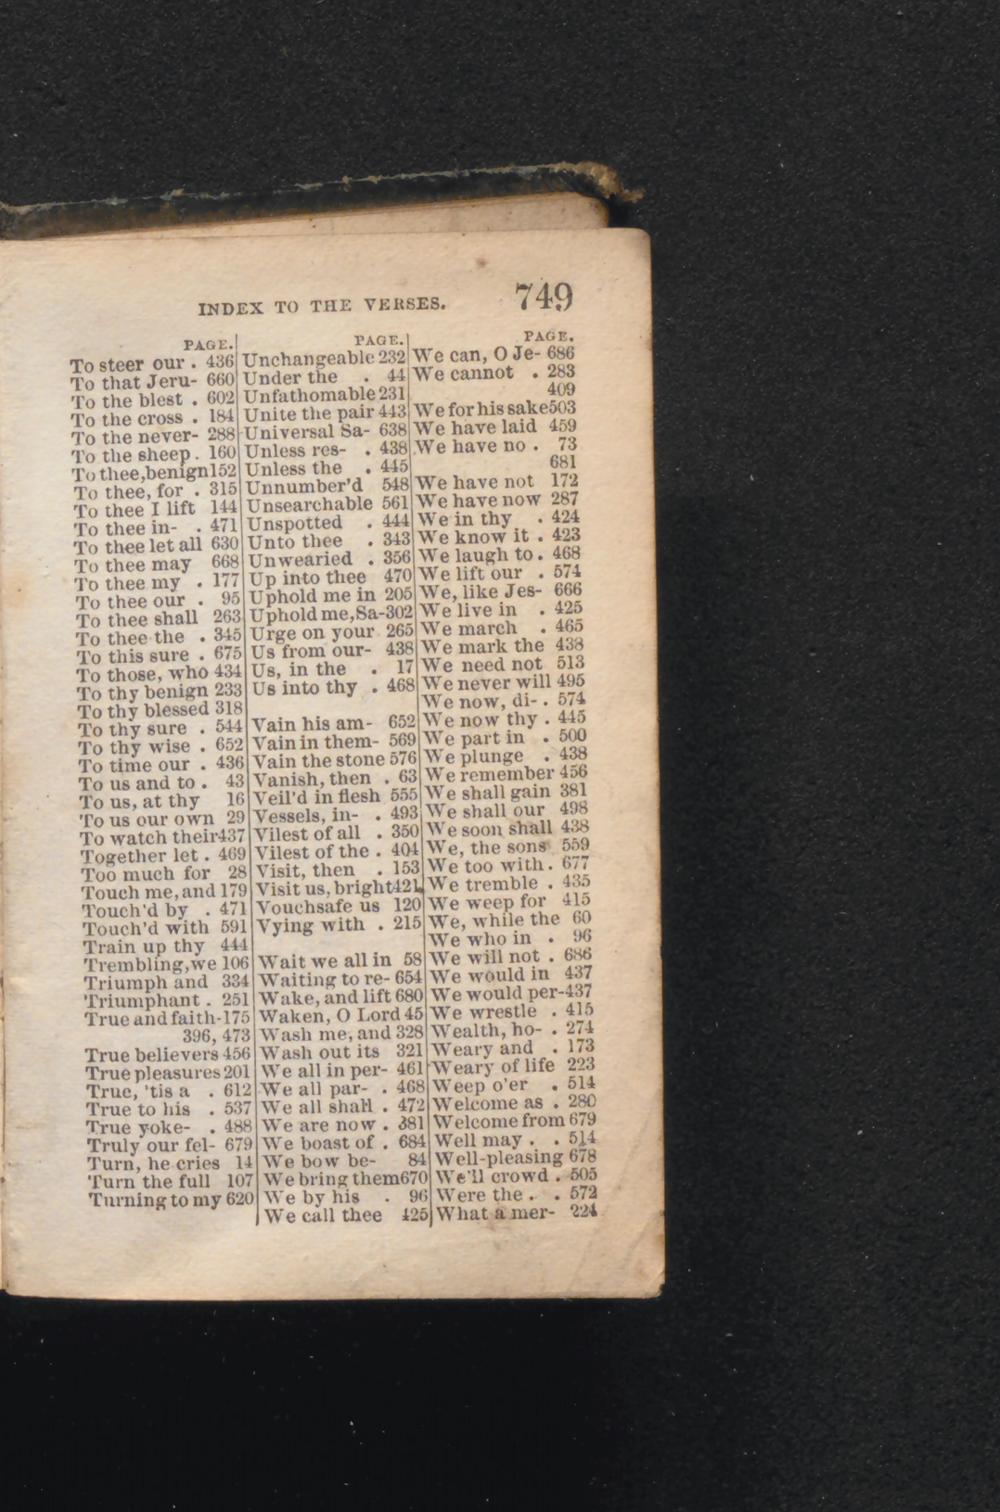 INDEX TO THE VERSES. 749
PAGE.
To steer our . 436
To that Jeru- 660
To the blest . 602
To the cross . 184
To the never- 288
To the sheep . 160
To thee, benign 152
To thee, for . 315
To thee I lift 144
To thee in- . 471
To thee let all 630
To thee may 668
To thee my . 177
To thee our . 95
To thee shall 263
To thee the . 345
To this sure . 675
To those, who 434
To thy benign 233
To thy blessed 318
To thy sure . 544
To thy wise . 652
To time our . 436
To us and to . 43
To us, at thy 16
To us our own 29
To watch their 437
Together let . 469
Too much for 28
Touch me, and 179
Touch'd by . 471
Touch'd with 591
Train up thy 444
Trembling, we 106
Triumph and 334
Triumphant . 251
True and faith- 175
396, 473
True believers 456
True pleasures 201
True, 'tis a . 612
True to his . 537
True yoke- . 488
Truly our fel- 679
Turn, he cries 14
Turn the full 107
Turning to my 620
PAGE.
Unchangeable 232
Under the . 44
Unfathomable 231
Unite the pair 443
Universal Sa- 638
Unless res- . 438
Unless the . 445
Unnumber'd 548
Unsearchable 561
Unspotted . 444
Unto thee . 343
Unwearied . 356
Up into thee 470
Uphold me in 205
Uphold me, Sa- 302
Urge on your 265
Us from our- 438
Us, in the . 17
Us into thy . 468
Vain his am- 652
Vain in them- 569
Vain the stone 576
Vanish, then . 63
Veil'd in flesh 555
Vessels, in- . 493
Vilest of all . 350
Vilest of the . 404
Visit, then . 153
Visit us, bright 421
Vouchsafe us 120
Vying with . 215
Wait we all in 58
Waiting to re- 654
Wake, and lift 680
Waken, O Lord 45
Wash me, and 328
Wash out its 321
We all in per- 461
We all par- . 468
We all shall . 472
We are now . 381
We boast of . 684
We bow be- 84
We bring them 670
We by his . 96
We call thee 425
PAGE.
We can, O Je- 686
We cannot . 283
409
We for his sake 503
We have laid 459
We have no . 73
681
We have not 172
We have now 287
We in thy . 424
We know it . 423
We laugh to . 468
We lift our . 574
We, like Jes- 666
We live in . 425
We march . 465
We mark the 438
We need not 513
We never will 495
We now, di- . 574
We now thy . 445
We part in . 500
We plunge . 438
We remember 456
We shall gain 381
We shall our 498
We soon shall 438
We, the sons 559
We too with . 677
We tremble . 435
We weep for 415
We, while the 60
We who in . 96
We will not . 686
We would in 437
We would per- 437
We wrestle . 415
Wealth, ho- . 274
Weary and . 173
Weary of life 223
Weep o'er . 514
Welcome as . 280
Welcome from 679
Well may . . 514
Well-pleasing 678
We'll crowd . 505
Were the . . 572
What a mer- 224